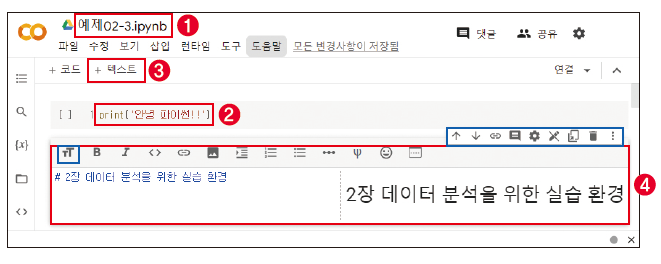 예제02-3.ipynb 1
파일 수정 보기 삽입 런타임 도구 도움말 모든 변경사항이 저장됨
댓글 공유
+ 코드 + 텍스트 3
연결
[ ] 1 print('안녕 파이썬!!') 2
{x}
TT B I <> ψ
# 2장 데이터 분석을 위한 실습 환경
2장 데이터 분석을 위한 실습 환경
4